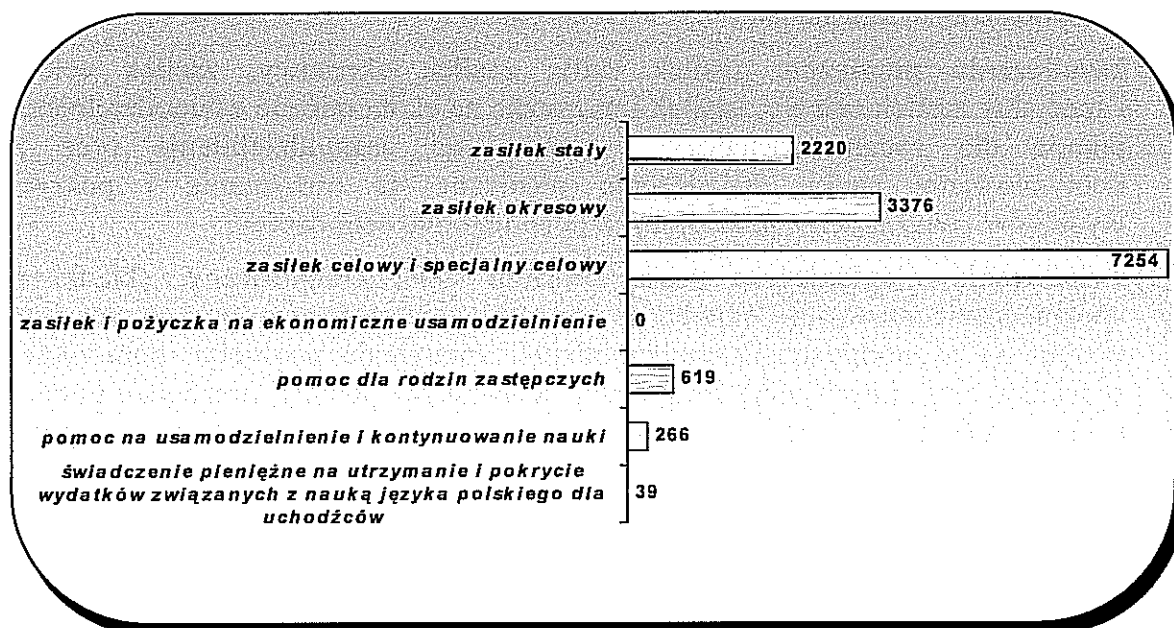 zasiłek stały 2220
zasiłek okresowy 3376
zasiłek celowy i specjalny celowy 7254
zasiłek i pożyczka na ekonomiczne usamodzielnienie 0
pomoc dla rodzin zastępczych 619
pomoc na usamodzielnienie i kontynuowanie nauki 266
świadczenie pieniężne na utrzymanie i pokrycie
wydatków związanych z nauką języka polskiego dla 39
uchodźców